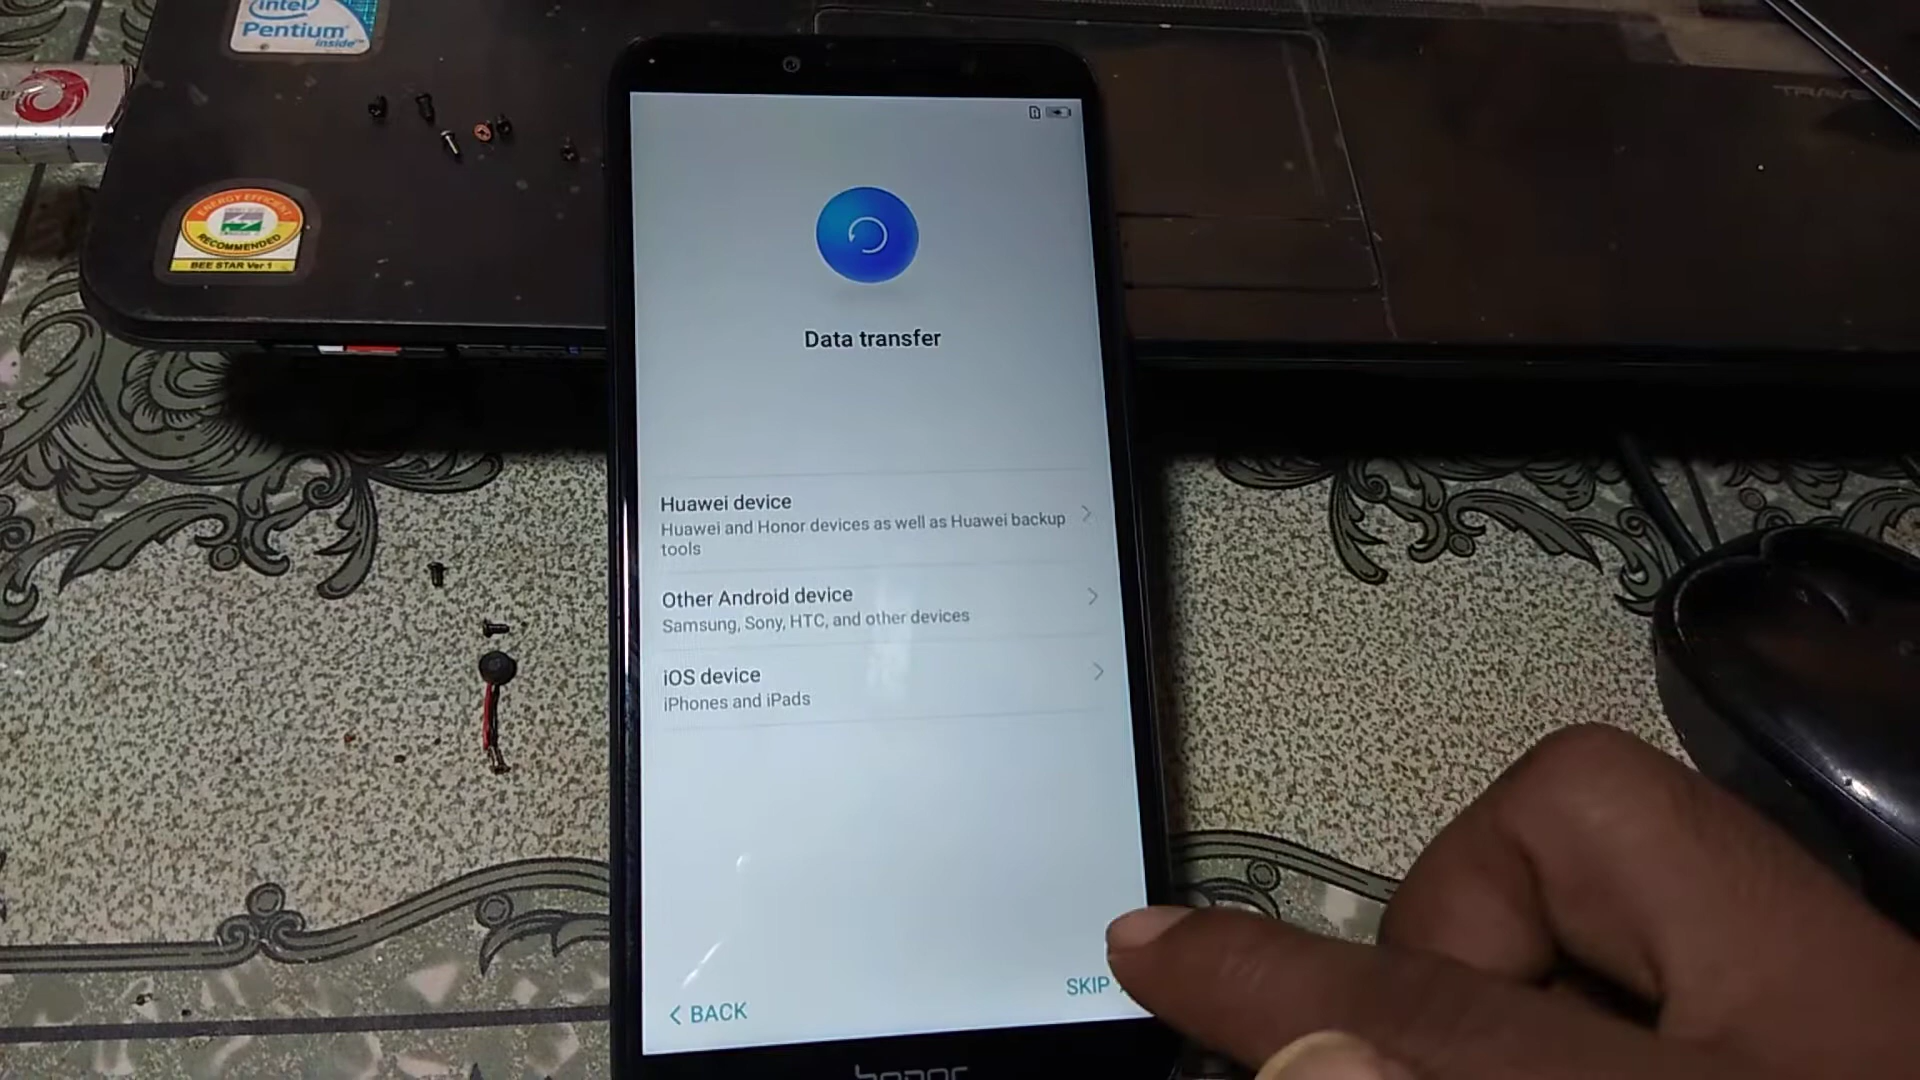 intel
Pentium
inside™
ENERGY EFFICIENT
RECOMMENDED
BEE STAR Ver 1
Data transfer
Huawei device
Huawei and Honor devices as well as Huawei backup
tools
Other Android device
Samsung, Sony, HTC, and other devices
iOS device
iPhones and iPads
BACK
SKIP
honor